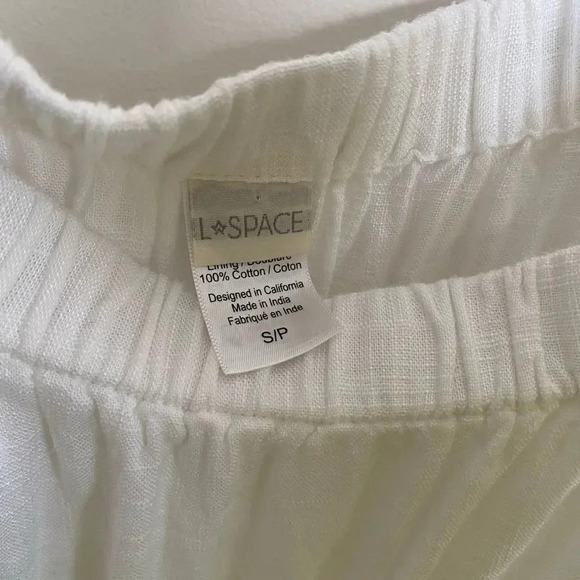 L☆SPACE
Lining / Doublure
100% Cotton / Coton
Designed in California
Made in India
Fabriqué en Inde
S/P